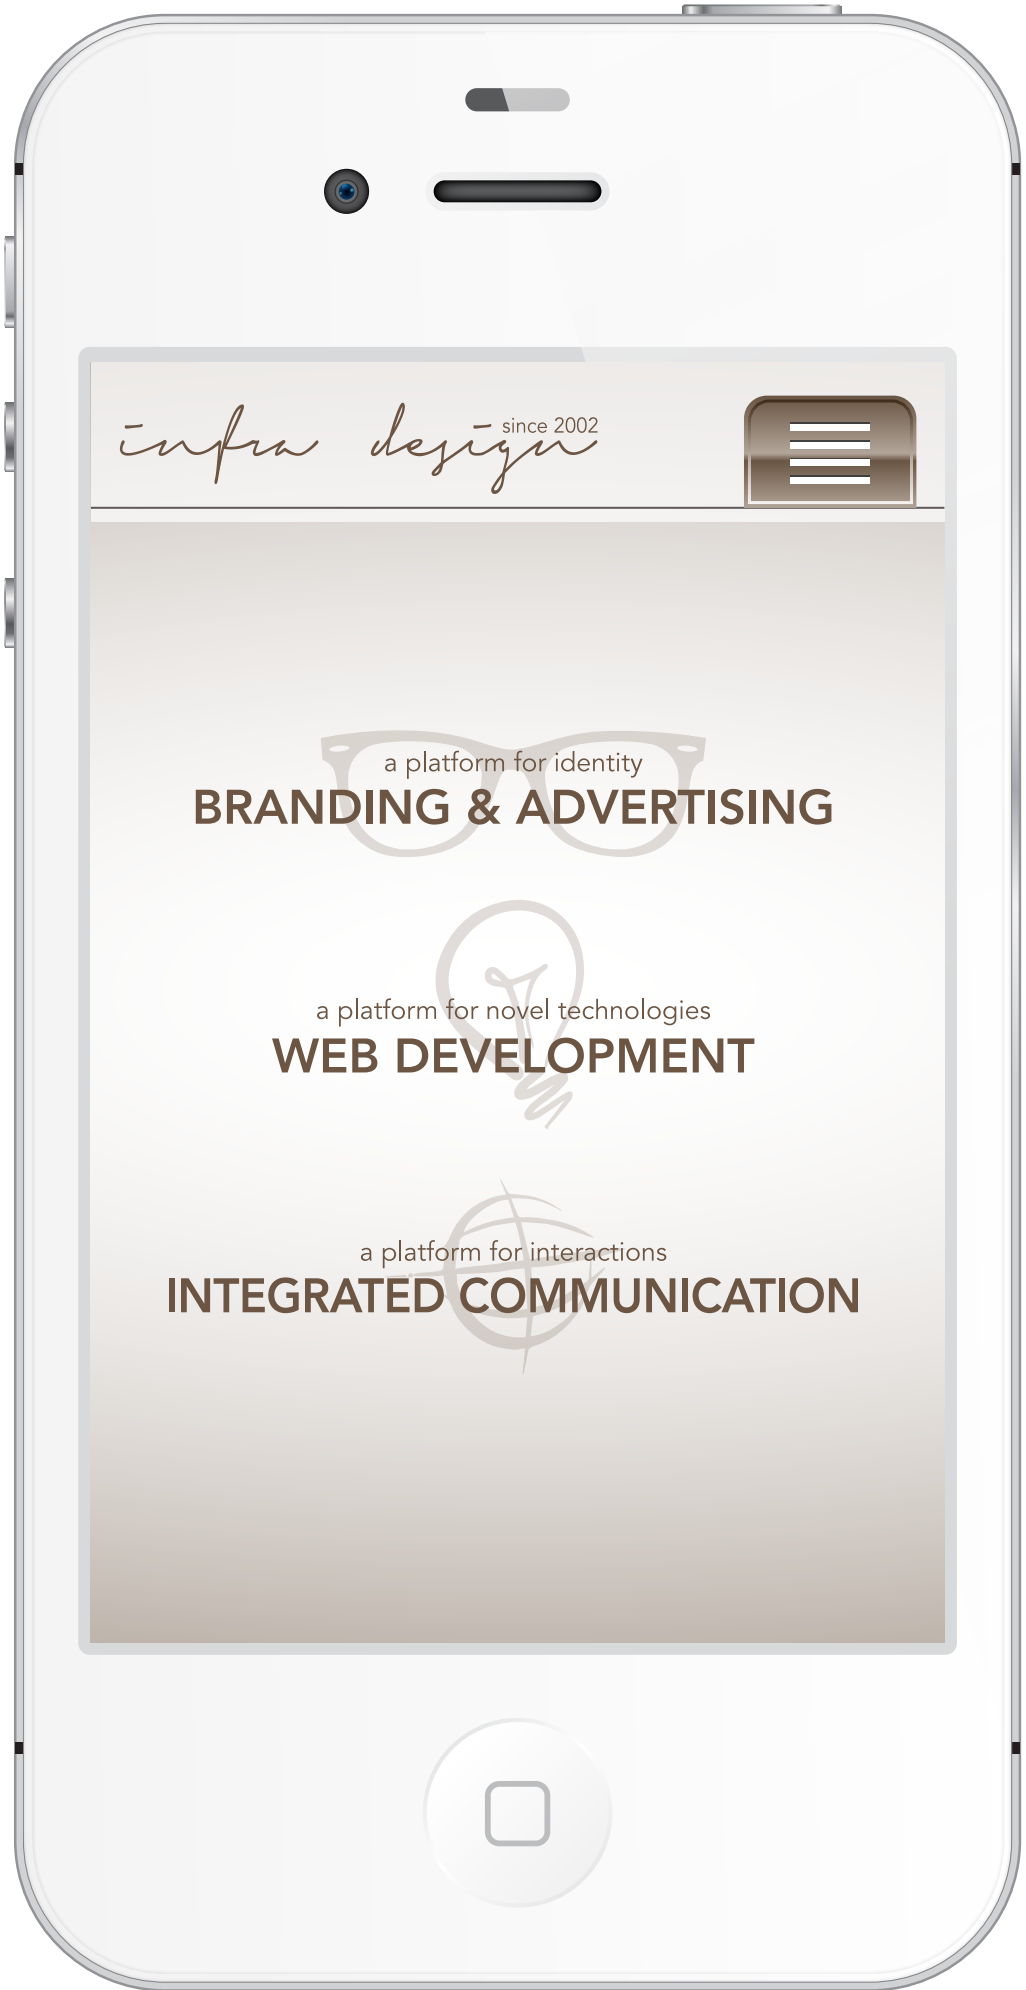 infra design
since 2002
a platform for identity
BRANDING & ADVERTISING
a platform for novel technologies
WEB DEVELOPMENT
a platform for interactions
INTEGRATED COMMUNICATION